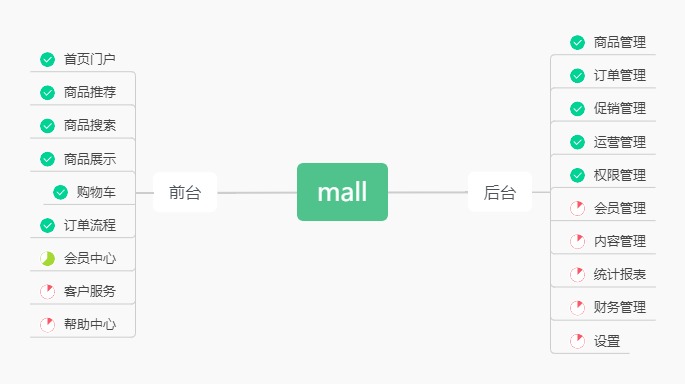 mall
前台
首页门户
商品推荐
商品搜索
商品展示
购物车
订单流程
会员中心
客户服务
帮助中心
后台
商品管理
订单管理
促销管理
运营管理
权限管理
会员管理
内容管理
统计报表
财务管理
设置